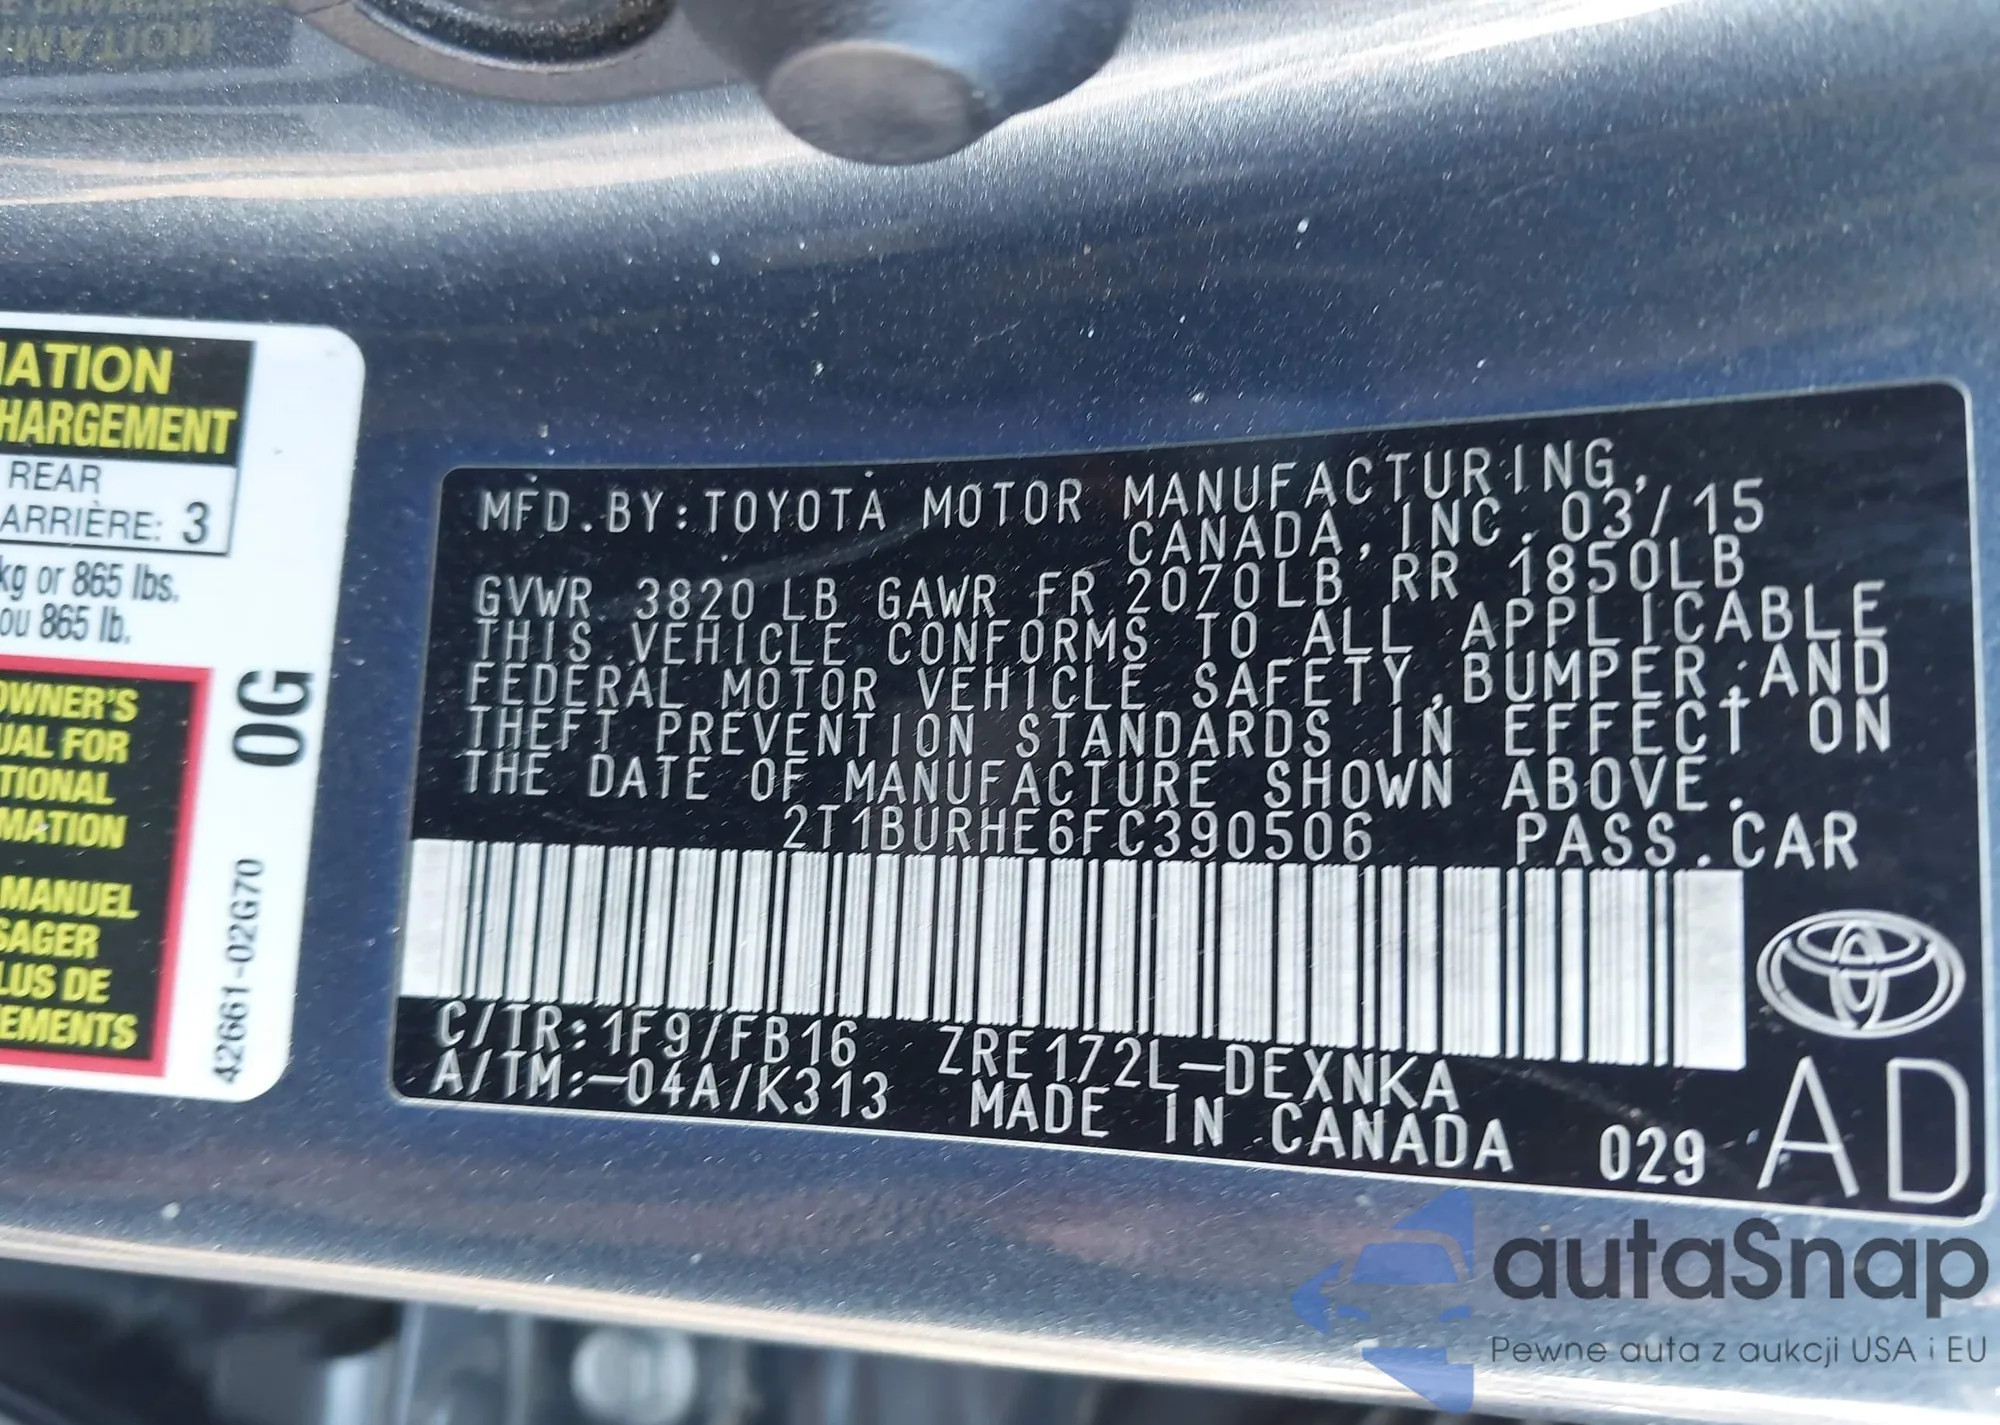 MATION
HARGEMENT
REAR
ARRIÈRE: 3
kg or 865 lbs.
ou 865 lb.
OWNER'S
UAL FOR
TIONAL
MATION
MANUEL
SAGER
LUS DE
EMENTS
0G
42661-02G70
MFD.BY:TOYOTA MOTOR MANUFACTURING,
CANADA, INC. 03/15
GVWR 3820LB GAWR FR 2070LB RR 1850LB
THIS VEHICLE CONFORMS TO ALL APPLICABLE
FEDERAL MOTOR VEHICLE SAFETY,BUMPER,AND
THEFT PREVENTION STANDARDS IN EFFECT ON
THE DATE OF MANUFACTURE SHOWN ABOVE.
2T1BURHE6FC390506 PASS.CAR
C/TR:1F9/FB16 ZRE172L-DEXNKA
A/TM:-04A/K313 MADE IN CANADA 029 AD
autaSnap
Pewne auta z aukcji USA i EU